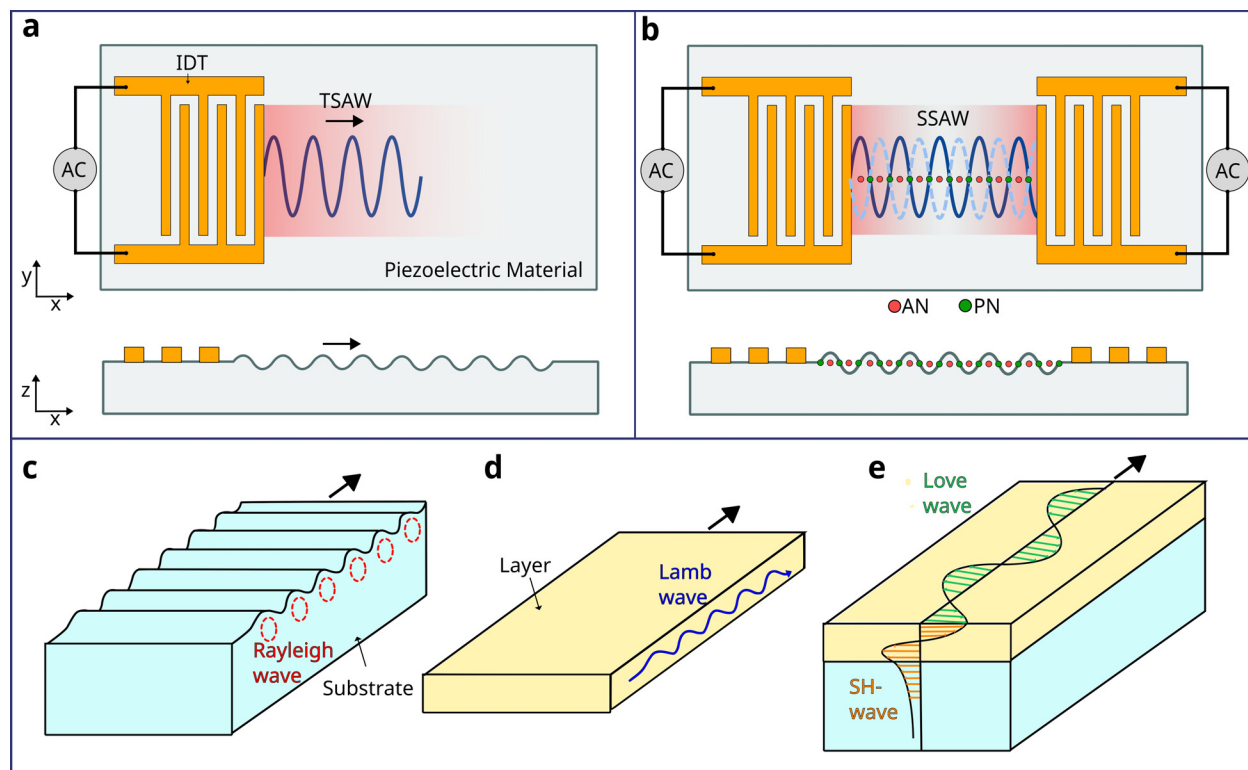 a
IDT
TSAW
AC
Piezoelectric Material
y
x
z
x
b
SSAW
AC
AC
AN
PN
c
Rayleigh
wave
Substrate
d
Layer
Lamb
wave
e
Love
wave
SH-
wave